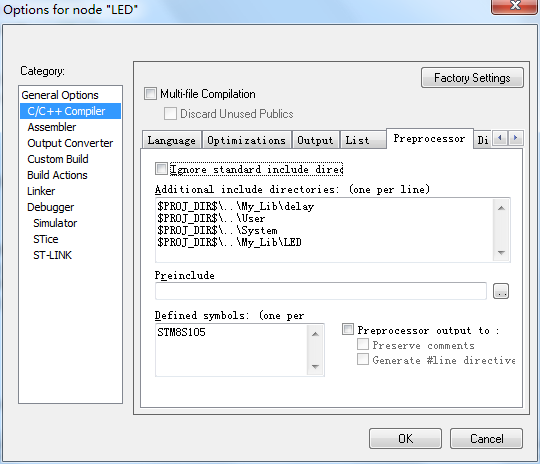 Options for node "LED"
Category:
General Options
C/C++ Compiler
Assembler
Output Converter
Custom Build
Build Actions
Linker
Debugger
Simulator
STice
ST-LINK
Factory Settings
Multi-file Compilation
Discard Unused Publics
Language Optimizations Output List Preprocessor Di
Ignore standard include direc
Additional include directories: (one per line)
$PROJ_DIR$\..\My_Lib\delay
$PROJ_DIR$\..\User
$PROJ_DIR$\..\System
$PROJ_DIR$\..\My_Lib\LED
Preinclude
...
Defined symbols: (one per
STM8S105
Preprocessor output to :
Preserve comments
Generate #line directive
OK Cancel